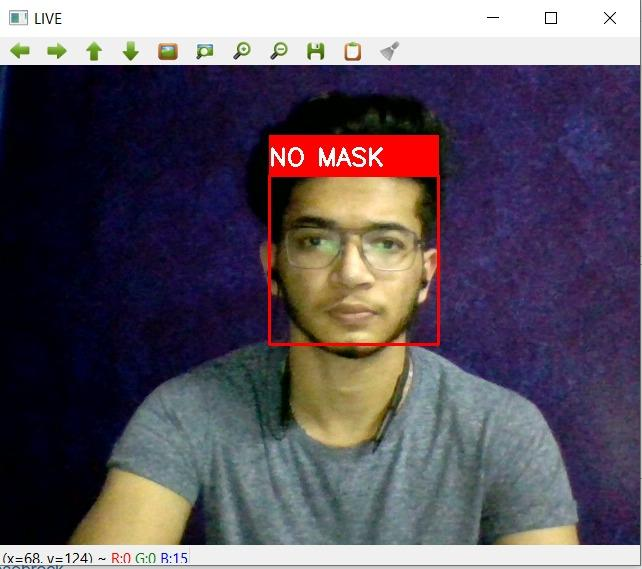 LIVE
NO MASK
(x=68, y=124) ~ R:0 G:0 B:15